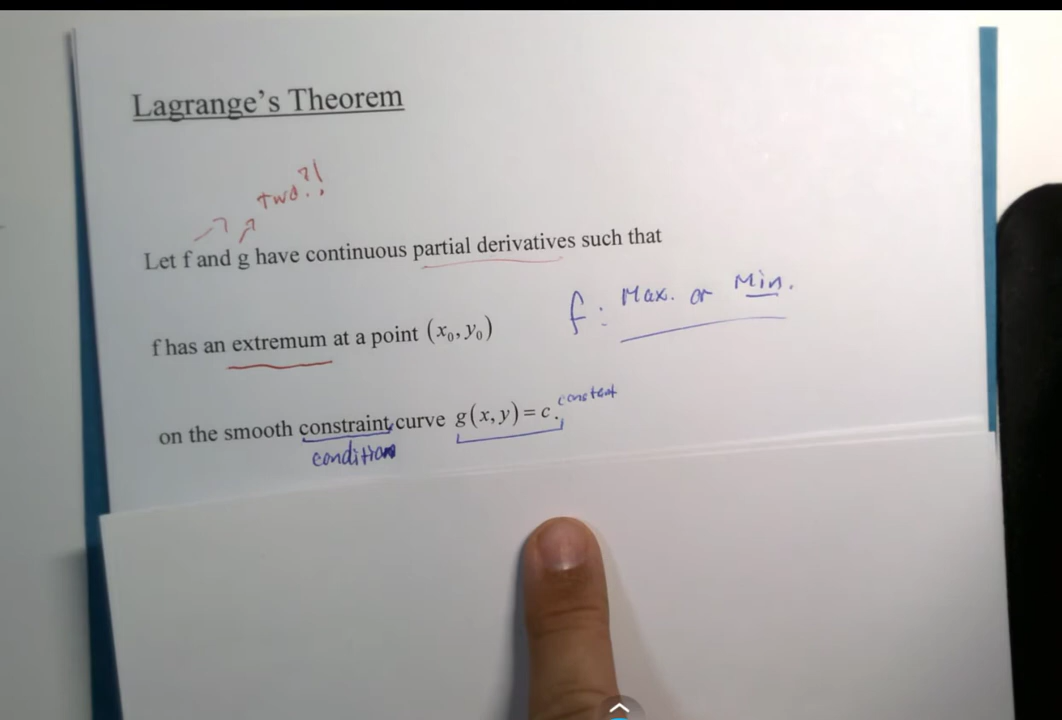 Lagrange's Theorem
two?!
Let f and g have continuous partial derivatives such that
f: Max. or Min.
f has an extremum at a point (x₀, y₀)
constant
on the smooth constraint curve g(x, y) = c.
condition